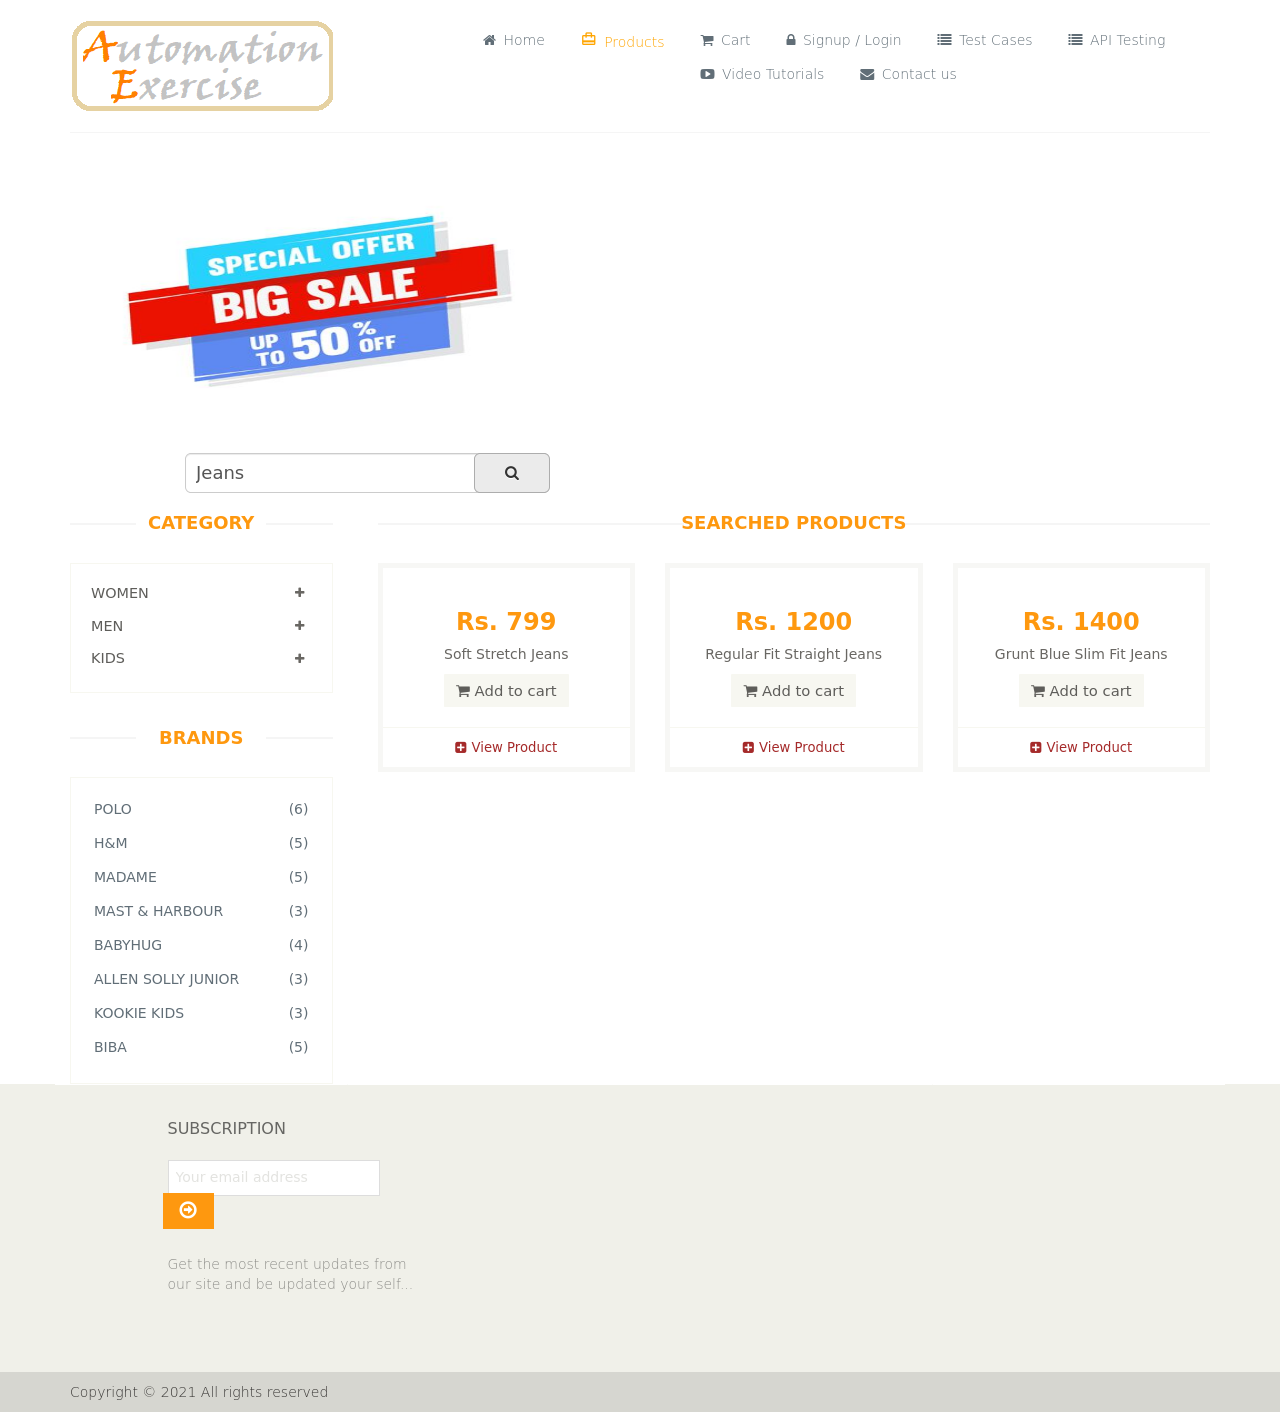 Automation
Exercise
Home
Products
Cart
Signup / Login
Test Cases
API Testing
Video Tutorials
Contact us
SPECIAL OFFER
BIG SALE
UP TO 50% OFF
Jeans
CATEGORY
WOMEN
MEN
KIDS
BRANDS
POLO (6)
H&M (5)
MADAME (5)
MAST & HARBOUR (3)
BABYHUG (4)
ALLEN SOLLY JUNIOR (3)
KOOKIE KIDS (3)
BIBA (5)
SEARCHED PRODUCTS
Rs. 799
Soft Stretch Jeans
Add to cart
View Product
Rs. 1200
Regular Fit Straight Jeans
Add to cart
View Product
Rs. 1400
Grunt Blue Slim Fit Jeans
Add to cart
View Product
SUBSCRIPTION
Your email address
Get the most recent updates from
our site and be updated your self...
Copyright © 2021 All rights reserved